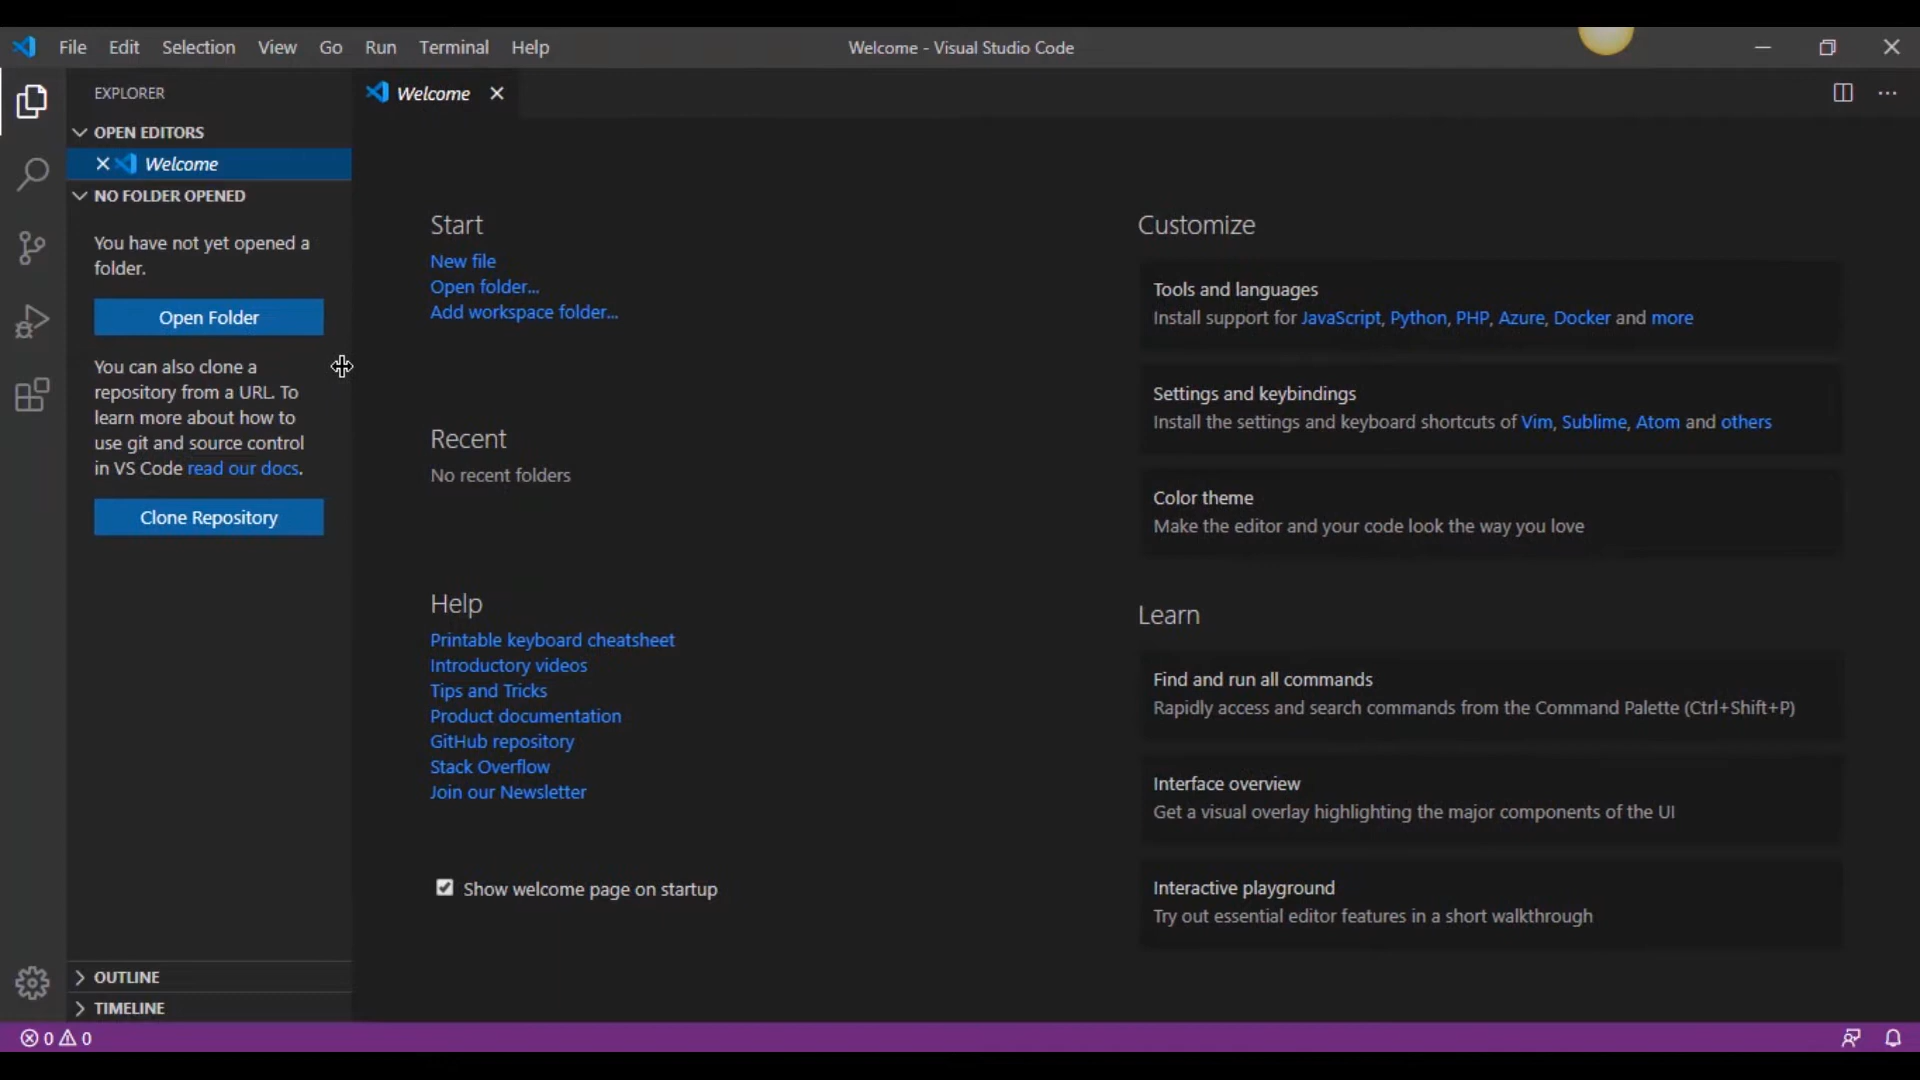 File Edit Selection View Go Run Terminal Help
Welcome - Visual Studio Code
EXPLORER
OPEN EDITORS
Welcome
NO FOLDER OPENED
You have not yet opened a
folder.
Open Folder
You can also clone a
repository from a URL. To
learn more about how to
use git and source control
in VS Code read our docs.
Clone Repository
OUTLINE
TIMELINE
Welcome
Start
New file
Open folder...
Add workspace folder...
Recent
No recent folders
Help
Printable keyboard cheatsheet
Introductory videos
Tips and Tricks
Product documentation
GitHub repository
Stack Overflow
Join our Newsletter
Show welcome page on startup
Customize
Tools and languages
Install support for JavaScript, Python, PHP, Azure, Docker and more
Settings and keybindings
Install the settings and keyboard shortcuts of Vim, Sublime, Atom and others
Color theme
Make the editor and your code look the way you love
Learn
Find and run all commands
Rapidly access and search commands from the Command Palette (Ctrl+Shift+P)
Interface overview
Get a visual overlay highlighting the major components of the UI
Interactive playground
Try out essential editor features in a short walkthrough
0 0